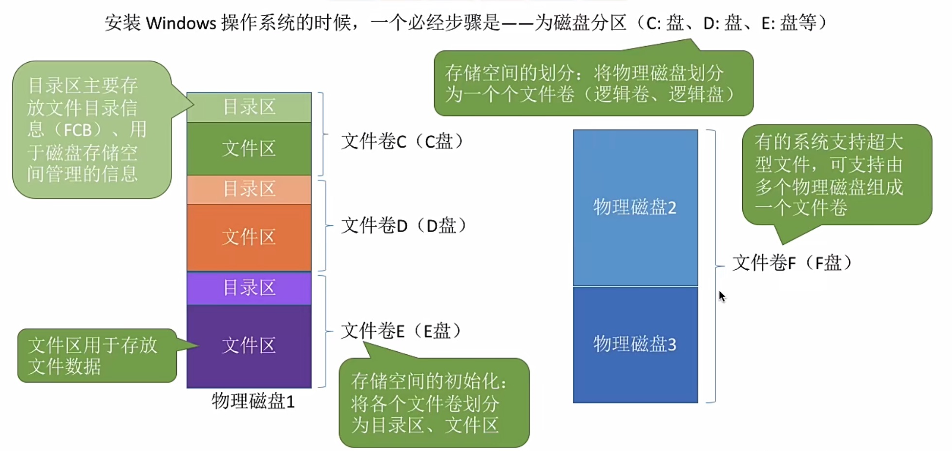 安装 Windows 操作系统的时候，一个必经步骤是——为磁盘分区（C: 盘、D: 盘、E: 盘等）
存储空间的划分：将物理磁盘划分
为一个个文件卷（逻辑卷、逻辑盘）
目录区主要存
放文件目录信
息（FCB）、用
于磁盘存储空
间管理的信息
目录区
文件区
文件卷C（C盘）
目录区
文件区
文件卷D（D盘）
目录区
文件区
文件卷E（E盘）
文件区用于存放
文件数据
物理磁盘1
存储空间的初始化：
将各个文件卷划分
为目录区、文件区
物理磁盘2
物理磁盘3
有的系统支持超大
型文件，可支持由
多个物理磁盘组成
一个文件卷
文件卷F（F盘）